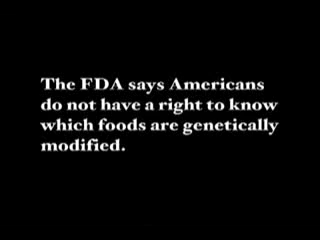 The FDA says Americans
do not have a right to know
which foods are genetically
modified.